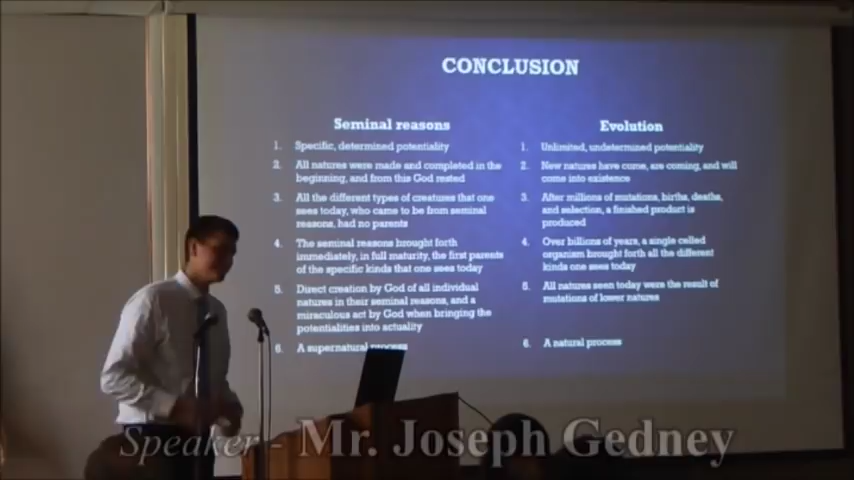 CONCLUSION
Seminal reasons
1. Specific, determined potentiality
2. All natures were made and completed in the
beginning, and from this God rested
3. All the different types of creatures that one
sees today, who came to be from seminal
reasons, had no parents
4. The seminal reasons brought forth
immediately, in full maturity, the first parents
of the specific kinds that one sees today
5. Direct creation by God of all individual
natures in their seminal reasons, and a
miraculous act by God when bringing the
potentialities into actuality
6. A supernatural process
Evolution
1. Unlimited, undetermined potentiality
2. New natures have come, are coming, and will
come into existence
3. After millions of mutations, births, deaths,
and selection, a finished product is
produced
4. Over billions of years, a single celled
organism brought forth all the different
kinds one sees today
5. All natures seen today were the result of
mutations of lower natures
6. A natural process
Speaker - Mr. Joseph Gedney